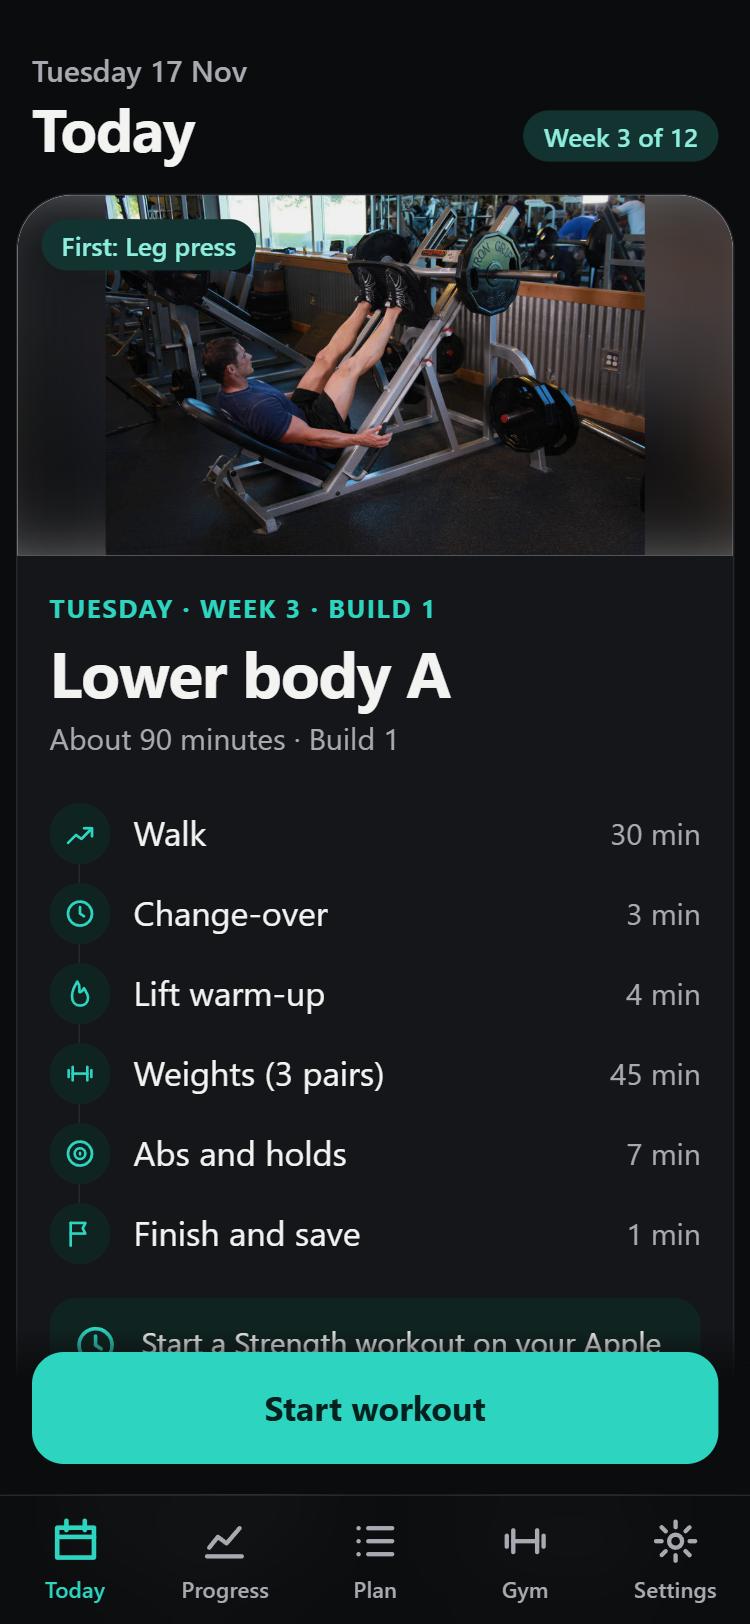 Tuesday 17 Nov
Today
Week 3 of 12
First: Leg press
TUESDAY · WEEK 3 · BUILD 1
Lower body A
About 90 minutes · Build 1
Walk 30 min
Change-over 3 min
Lift warm-up 4 min
Weights (3 pairs) 45 min
Abs and holds 7 min
Finish and save 1 min
Start a Strength workout on your Apple
Start workout
Today Progress Plan Gym Settings